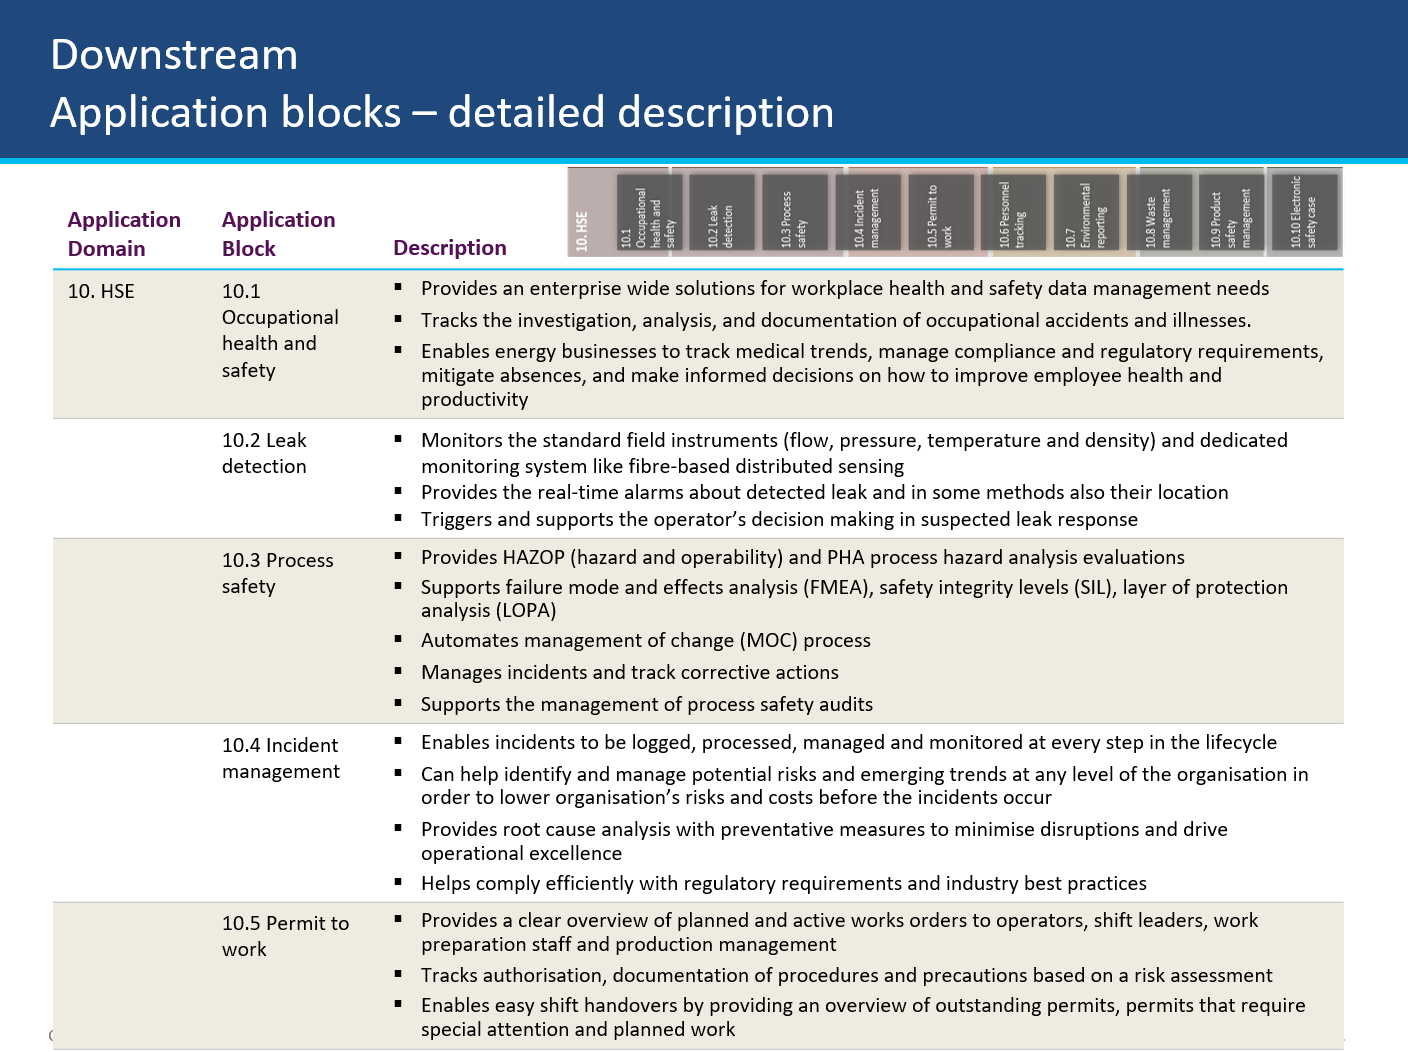 Downstream
Application blocks – detailed description
10. HSE
10.1
Occupational
health and
safety
10.2 Leak
detection
10.3 Process
safety
10.4 Incident
management
10.5 Permit to
work
10.6 Personnel
tracking
10.7
Environmental
reporting
10.8 Waste
management
10.9 Product
safety
management
10.10 Electronic
safety case
Application
Domain
Application
Block
Description
10. HSE
10.1
Occupational
health and
safety
▪ Provides an enterprise wide solutions for workplace health and safety data management needs
▪ Tracks the investigation, analysis, and documentation of occupational accidents and illnesses.
▪ Enables energy businesses to track medical trends, manage compliance and regulatory requirements,
mitigate absences, and make informed decisions on how to improve employee health and
productivity
10.2 Leak
detection
▪ Monitors the standard field instruments (flow, pressure, temperature and density) and dedicated
monitoring system like fibre-based distributed sensing
▪ Provides the real-time alarms about detected leak and in some methods also their location
▪ Triggers and supports the operator’s decision making in suspected leak response
10.3 Process
safety
▪ Provides HAZOP (hazard and operability) and PHA process hazard analysis evaluations
▪ Supports failure mode and effects analysis (FMEA), safety integrity levels (SIL), layer of protection
analysis (LOPA)
▪ Automates management of change (MOC) process
▪ Manages incidents and track corrective actions
▪ Supports the management of process safety audits
10.4 Incident
management
▪ Enables incidents to be logged, processed, managed and monitored at every step in the lifecycle
▪ Can help identify and manage potential risks and emerging trends at any level of the organisation in
order to lower organisation’s risks and costs before the incidents occur
▪ Provides root cause analysis with preventative measures to minimise disruptions and drive
operational excellence
▪ Helps comply efficiently with regulatory requirements and industry best practices
10.5 Permit to
work
▪ Provides a clear overview of planned and active works orders to operators, shift leaders, work
preparation staff and production management
▪ Tracks authorisation, documentation of procedures and precautions based on a risk assessment
▪ Enables easy shift handovers by providing an overview of outstanding permits, permits that require
special attention and planned work